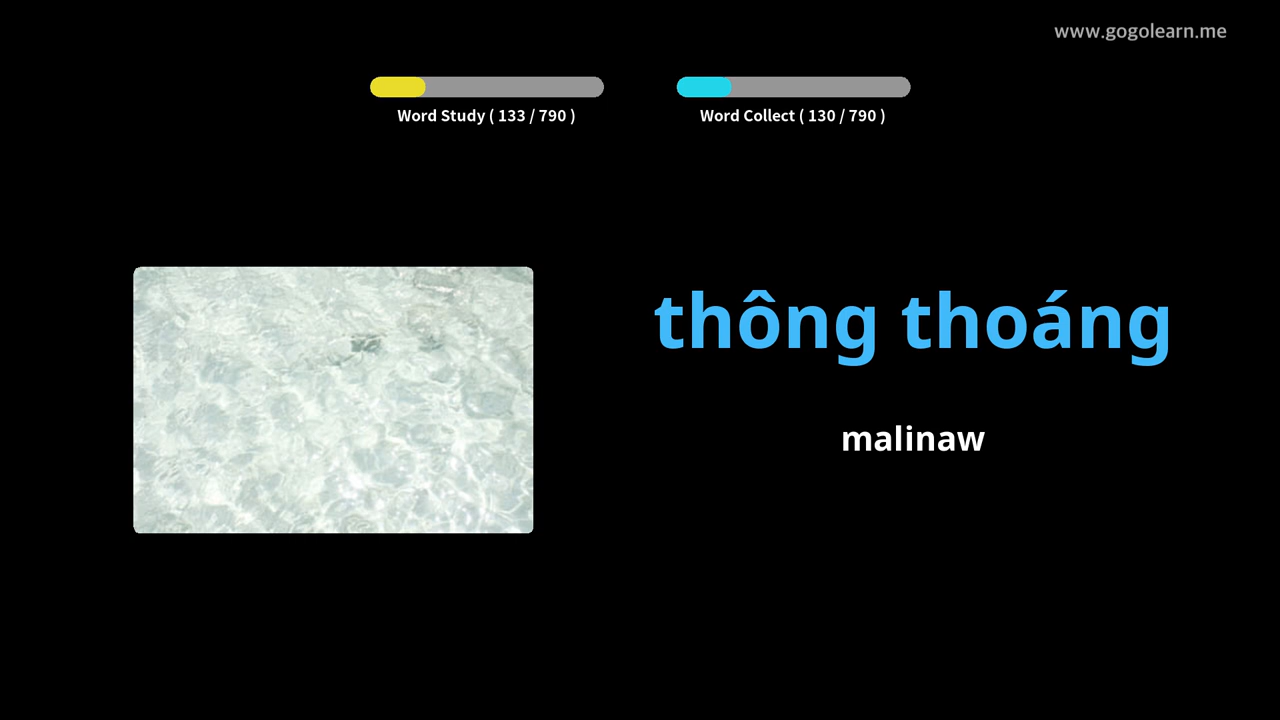 www.gogolearn.me
Word Study ( 133 / 790 )
Word Collect ( 130 / 790 )
thông thoáng
malinaw